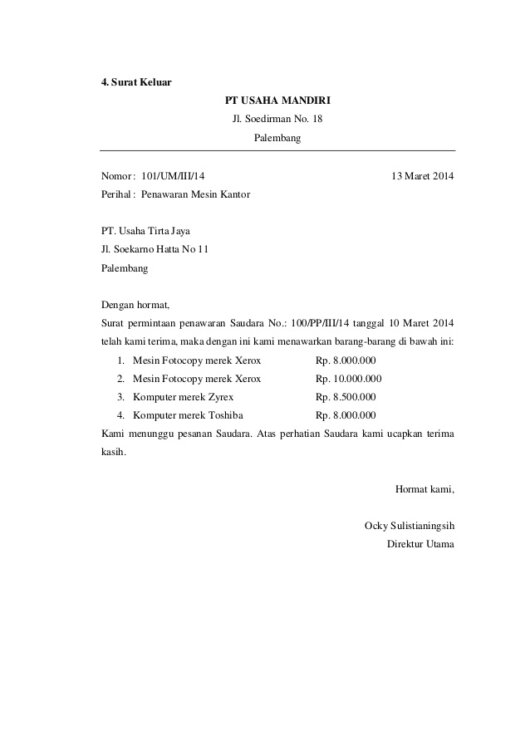 4. Surat Keluar
PT USAHA MANDIRI
Jl. Soedirman No. 18
Palembang
Nomor : 101/UM/III/14 13 Maret 2014
Perihal : Penawaran Mesin Kantor
PT. Usaha Tirta Jaya
Jl. Soekarno Hatta No 11
Palembang
Dengan hormat,
Surat permintaan penawaran Saudara No.: 100/PP/III/14 tanggal 10 Maret 2014
telah kami terima, maka dengan ini kami menawarkan barang-barang di bawah ini:
1. Mesin Fotocopy merek Xerox Rp. 8.000.000
2. Mesin Fotocopy merek Xerox Rp. 10.000.000
3. Komputer merek Zyrex Rp. 8.500.000
4. Komputer merek Toshiba Rp. 8.000.000
Kami menunggu pesanan Saudara. Atas perhatian Saudara kami ucapkan terima
kasih.
Hormat kami,
Ocky Sulistianingsih
Direktur Utama